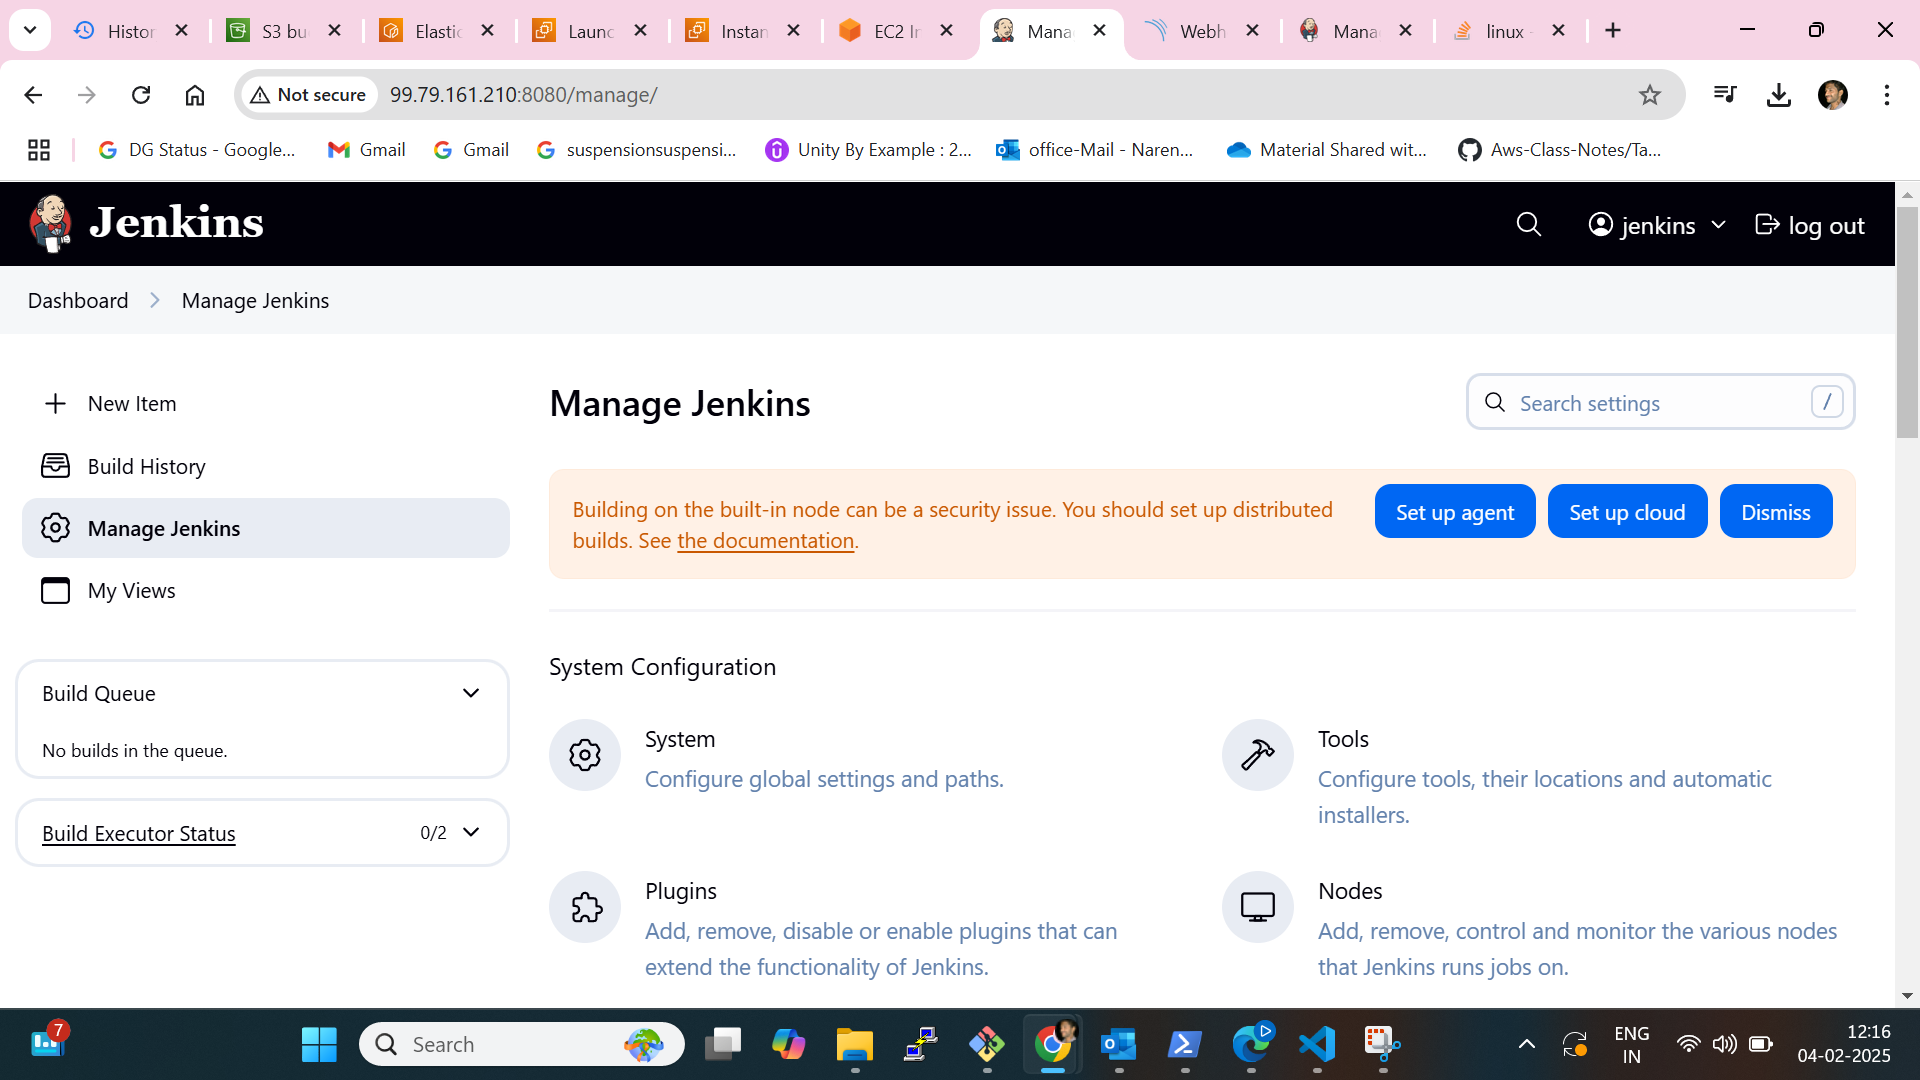 Histor
S3 bu
Elastic
Launc
Instan
EC2 In
Mana
Webh
Mana
linux -
Not secure
99.79.161.210:8080/manage/
DG Status - Google...
Gmail
Gmail
suspensionsuspensi...
Unity By Example : 2...
office-Mail - Naren...
Material Shared wit...
Aws-Class-Notes/Ta...
Jenkins
jenkins
log out
Dashboard
Manage Jenkins
New Item
Build History
Manage Jenkins
My Views
Build Queue
No builds in the queue.
Build Executor Status
0/2
Manage Jenkins
Search settings
/
Building on the built-in node can be a security issue. You should set up distributed
builds. See the documentation.
Set up agent
Set up cloud
Dismiss
System Configuration
System
Configure global settings and paths.
Tools
Configure tools, their locations and automatic
installers.
Plugins
Add, remove, disable or enable plugins that can
extend the functionality of Jenkins.
Nodes
Add, remove, control and monitor the various nodes
that Jenkins runs jobs on.
7
Search
ENG
IN
12:16
04-02-2025